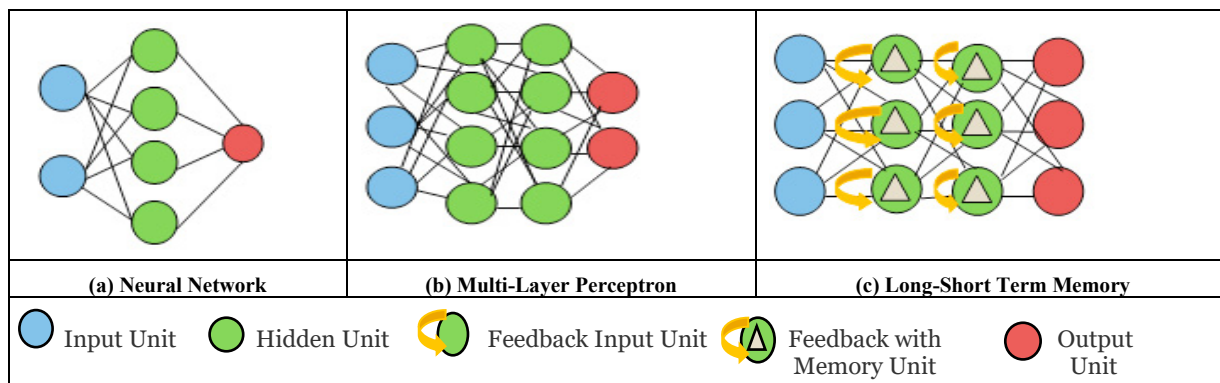 (a) Neural Network
(b) Multi-Layer Perceptron
(c) Long-Short Term Memory
Input Unit
Hidden Unit
Feedback Input Unit
Feedback with
Memory Unit
Output
Unit